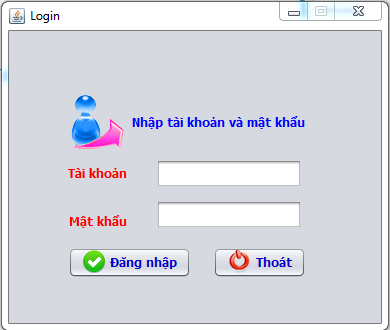 Login
Nhập tài khoản và mật khẩu
Tài khoản
Mật khẩu
Đăng nhập
Thoát